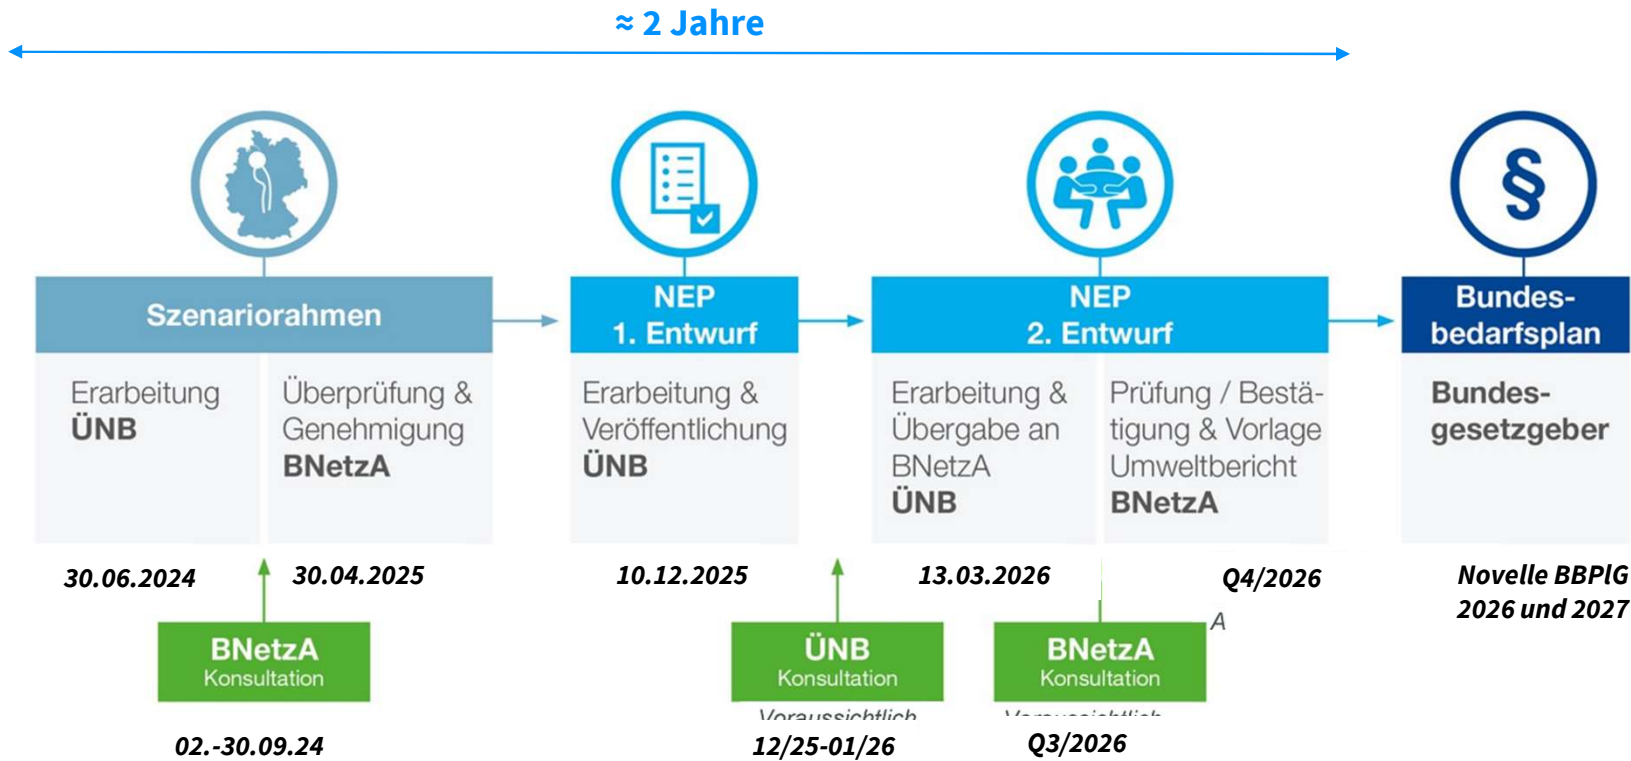 ≈ 2 Jahre
§
Szenariorahmen
Erarbeitung
ÜNB
Überprüfung &
Genehmigung
BNetzA
NEP
1. Entwurf
Erarbeitung &
Veröffentlichung
ÜNB
NEP
2. Entwurf
Erarbeitung &
Übergabe an
BNetzA
ÜNB
Prüfung / Bestä-
tigung & Vorlage
Umweltbericht
BNetzA
Bundes-
bedarfsplan
Bundes-
gesetzgeber
30.06.2024
30.04.2025
10.12.2025
13.03.2026
Q4/2026
Novelle BBPlG
2026 und 2027
A
BNetzA
Konsultation
02.-30.09.24
ÜNB
Konsultation
Voraussichtlich
12/25-01/26
BNetzA
Konsultation
Voraussichtlich
Q3/2026